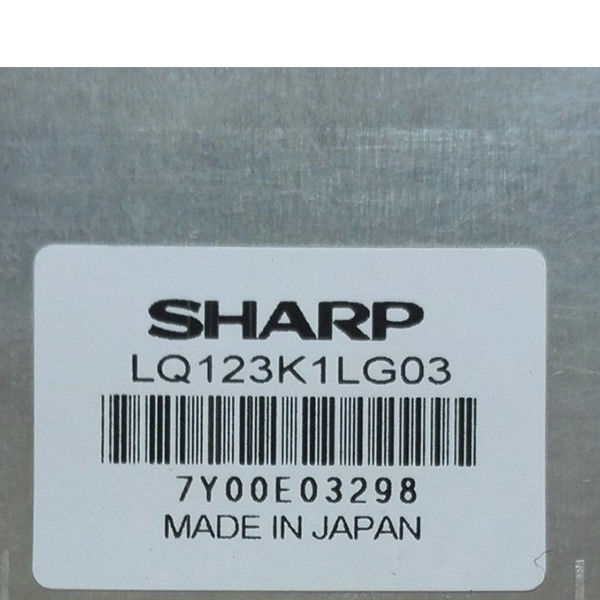 SHARP
LQ123K1LG03
7Y00E03298
MADE IN JAPAN